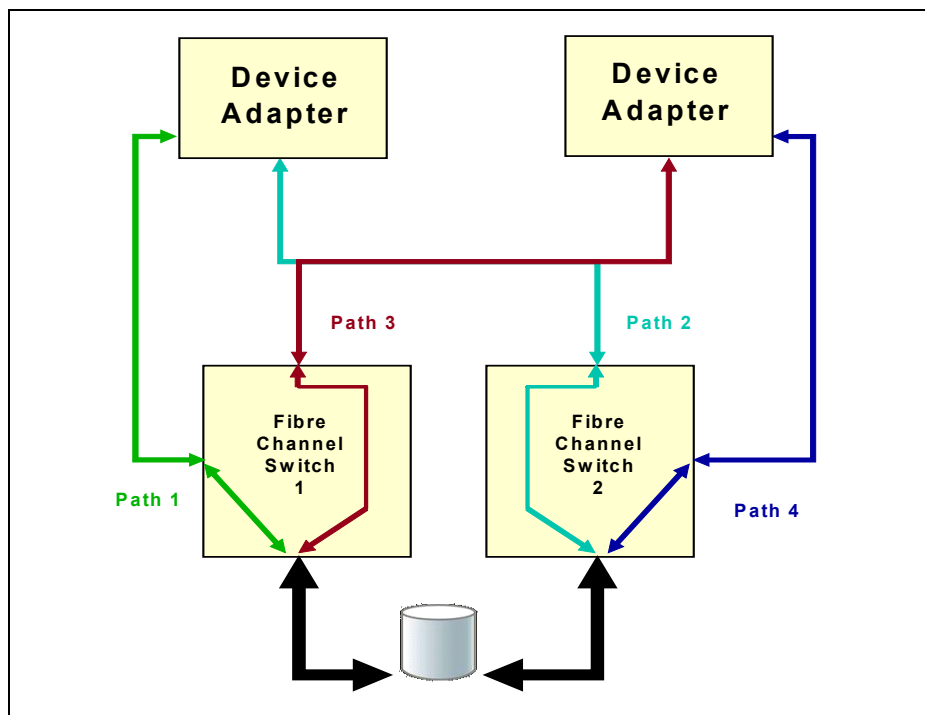 Device
Adapter
Device
Adapter
Path 3
Path 2
Fibre
Channel
Switch
1
Fibre
Channel
Switch
2
Path 1
Path 4